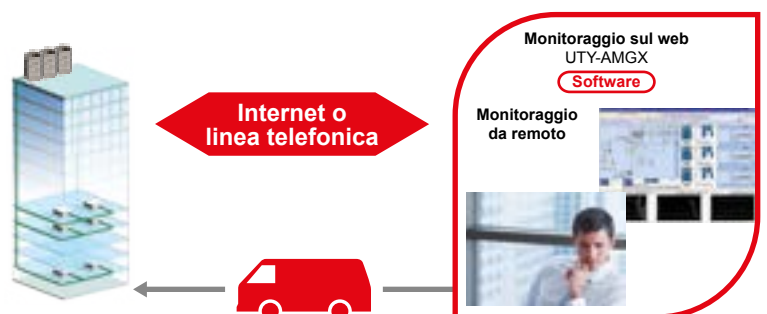 Monitoraggio sul web
UTY-AMGX
Software
Internet o
linea telefonica
Monitoraggio
da remoto